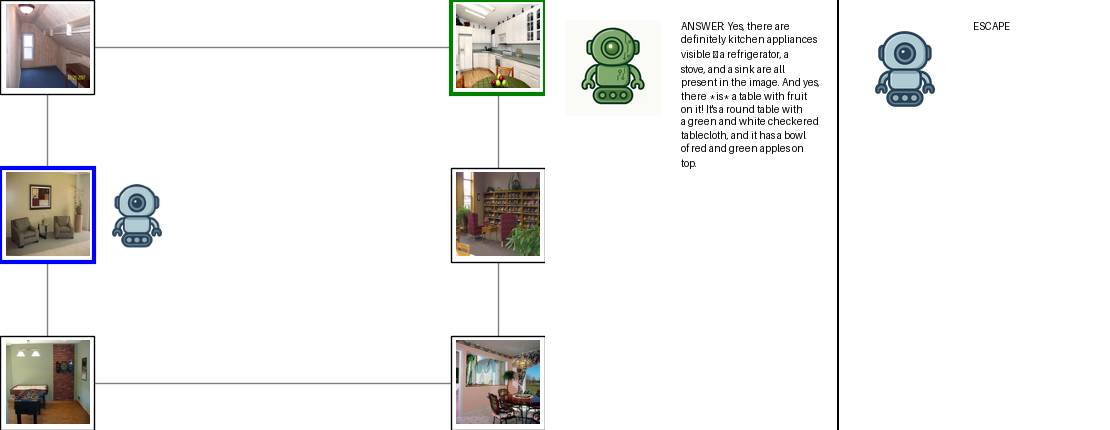 ANSWER: Yes, there are
definitely kitchen appliances
visible a refrigerator, a
stove, and a sink are all
present in the image. And yes,
there *is* a table with fruit
on it! It's a round table with
a green and white checkered
tablecloth, and it has a bowl
of red and green apples on
top.
ESCAPE